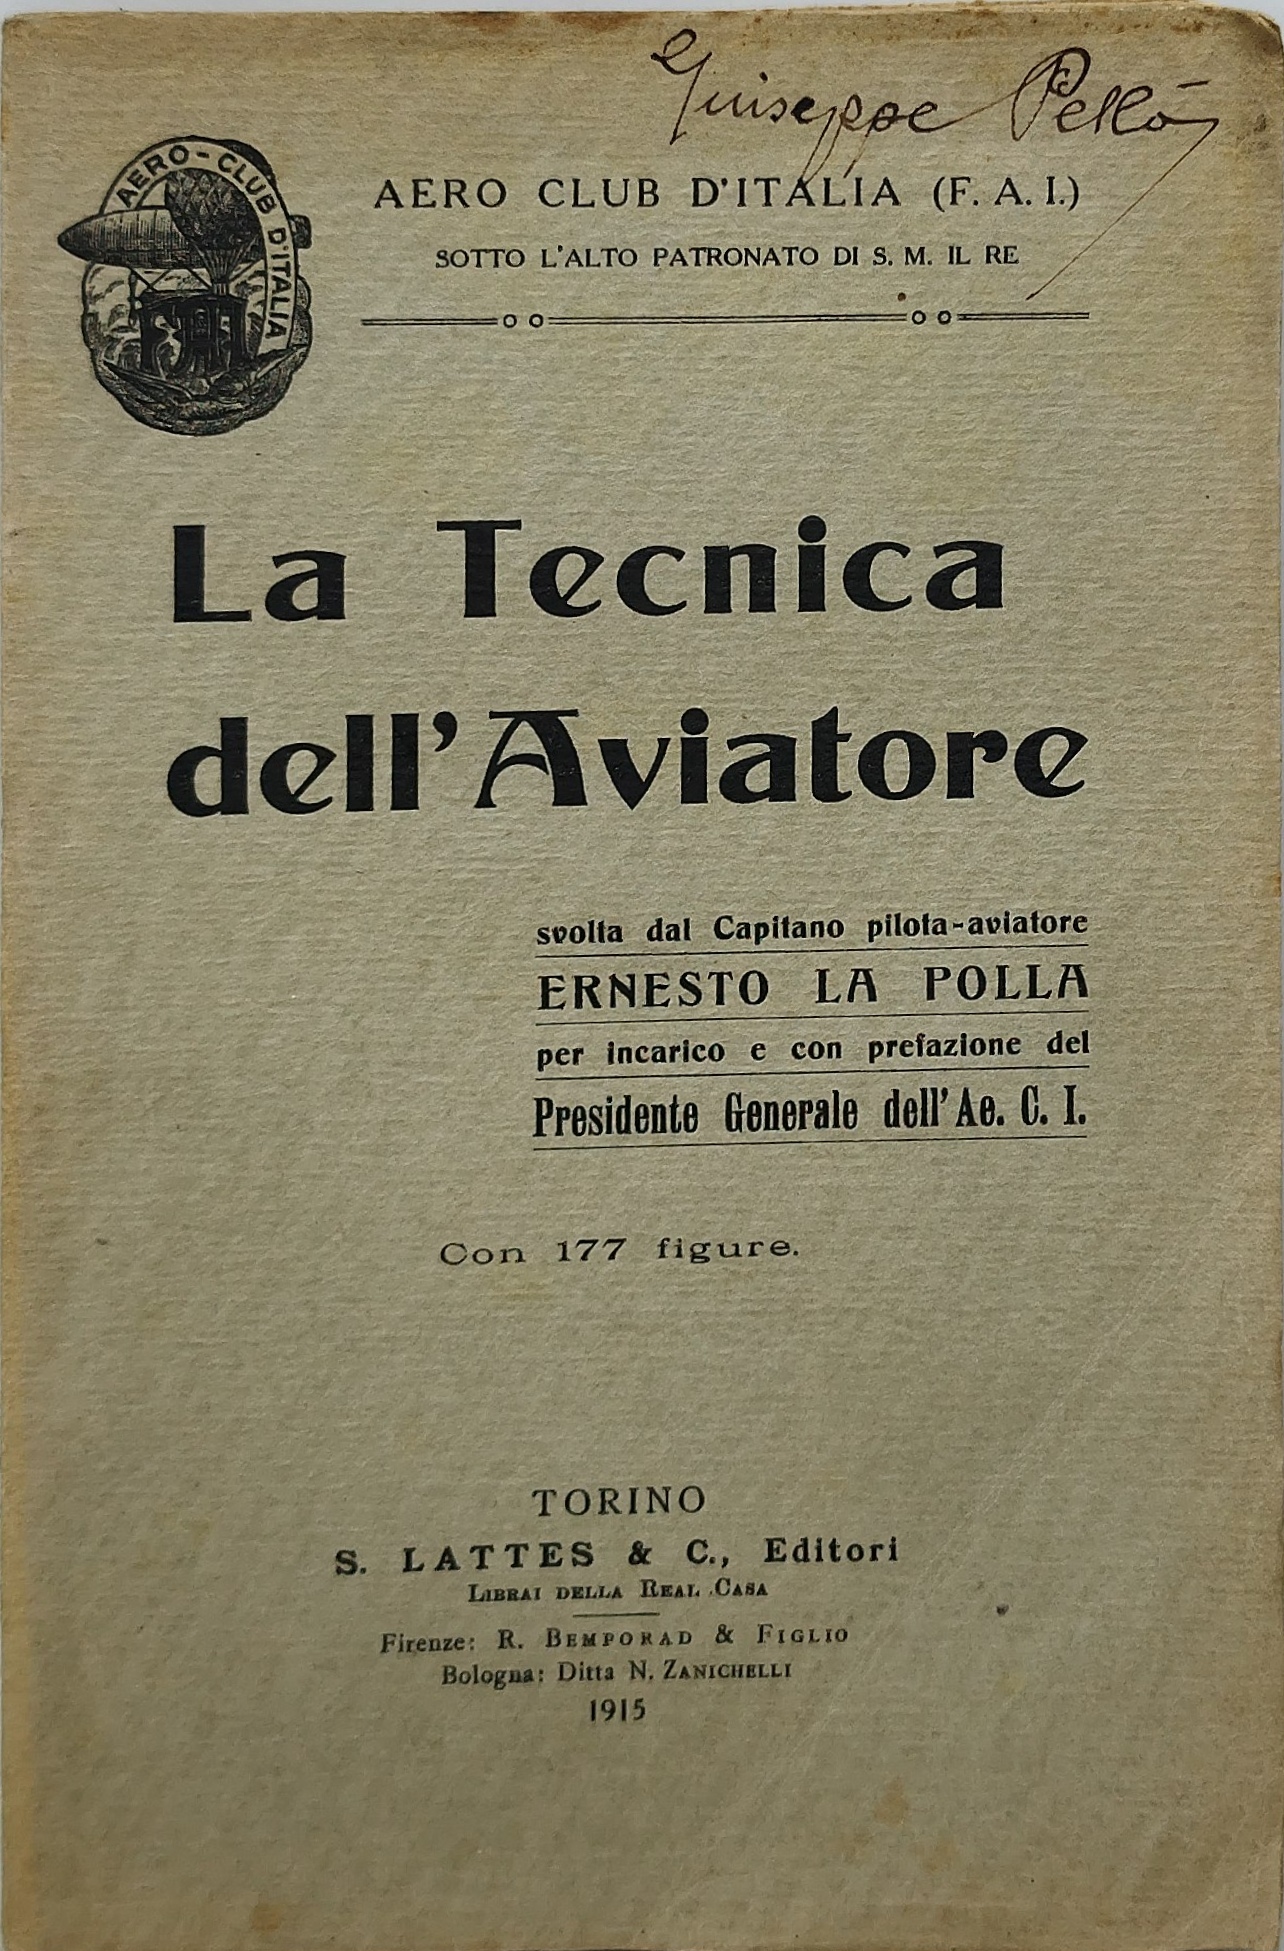 Giuseppe Pellò
AERO-CLUB D'ITALIA
AERO CLUB D'ITALIA (F. A. I.)
SOTTO L'ALTO PATRONATO DI S. M. IL RE
La Tecnica
dell'Aviatore
svolta dal Capitano pilota-aviatore
ERNESTO LA POLLA
per incarico e con prefazione del
Presidente Generale dell'Ae. C. I.
Con 177 figure.
TORINO
S. LATTES & C., Editori
LIBRAI DELLA REAL CASA
Firenze: R. BEMPORAD & FIGLIO
Bologna: Ditta N. ZANICHELLI
1915